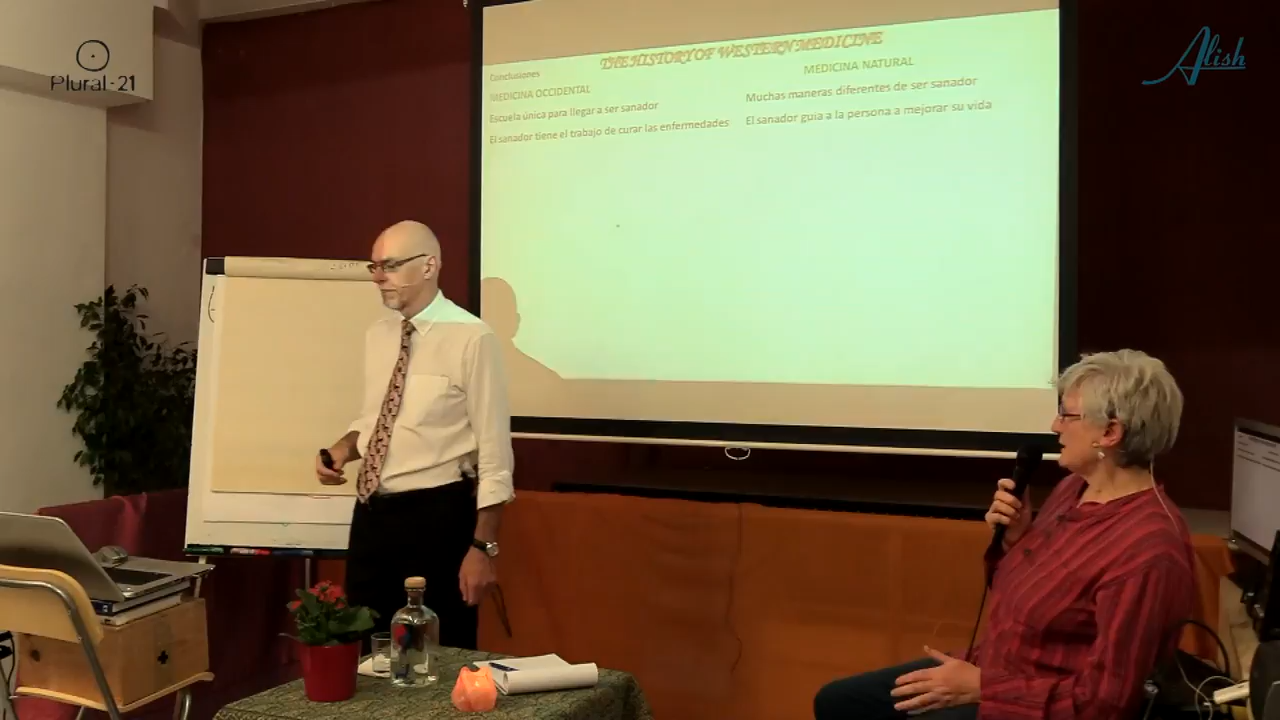 Plural-21
Alish
THE HISTORY OF WESTERN MEDICINE
Conclusiones
MEDICINA OCCIDENTAL
Escuela única para llegar a ser sanador
El sanador tiene el trabajo de curar las enfermedades
MEDICINA NATURAL
Muchas maneras diferentes de ser sanador
El sanador guia a la persona a mejorar su vida